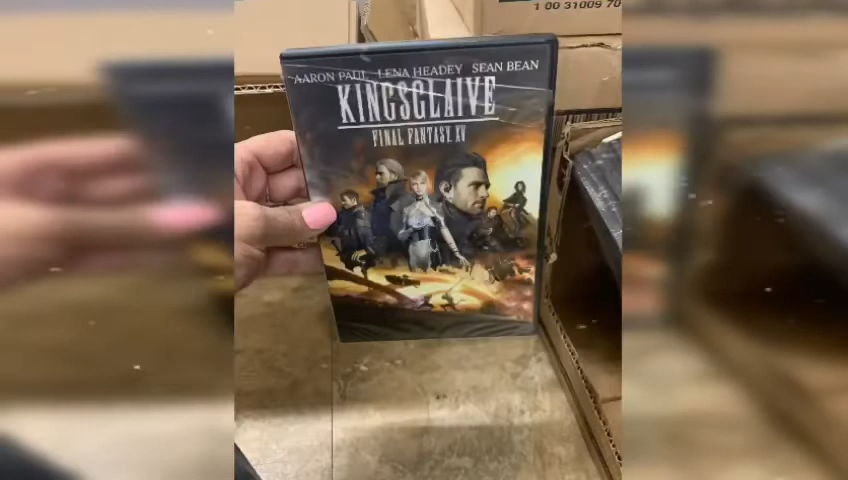 1 00 31009 70
AARON PAUL LENA HEADEY SEAN BEAN
KINGSGLAIVE
FINAL FANTASY XV